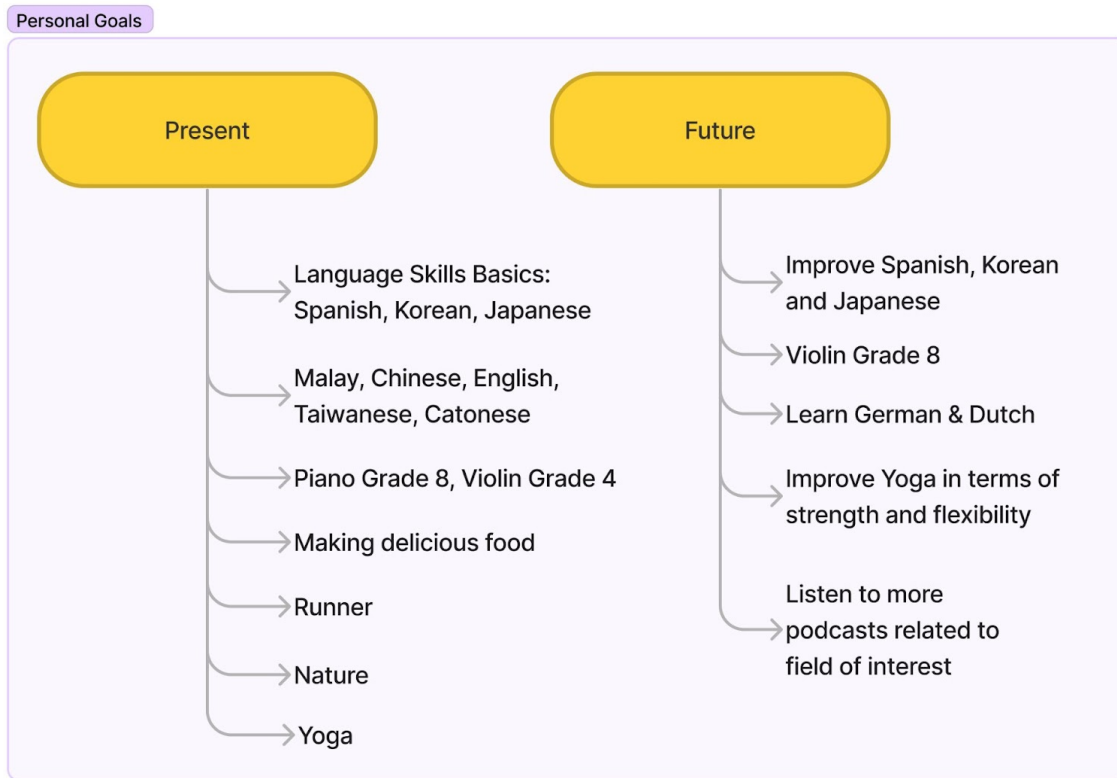 Personal Goals
Present
Language Skills Basics:
Spanish, Korean, Japanese
Malay, Chinese, English,
Taiwanese, Catonese
Piano Grade 8, Violin Grade 4
Making delicious food
Runner
Nature
Yoga
Future
Improve Spanish, Korean
and Japanese
Violin Grade 8
Learn German & Dutch
Improve Yoga in terms of
strength and flexibility
Listen to more
podcasts related to
field of interest